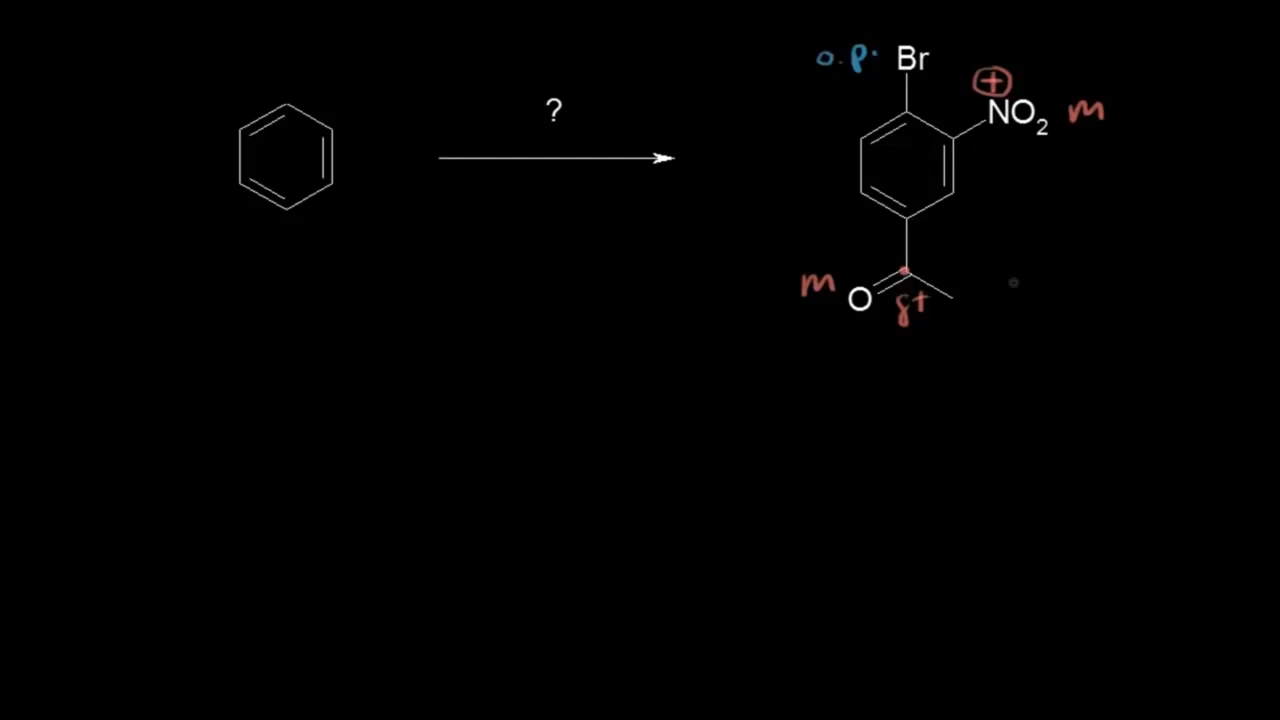 o.p. Br
+
? NO2 m
m O δ+